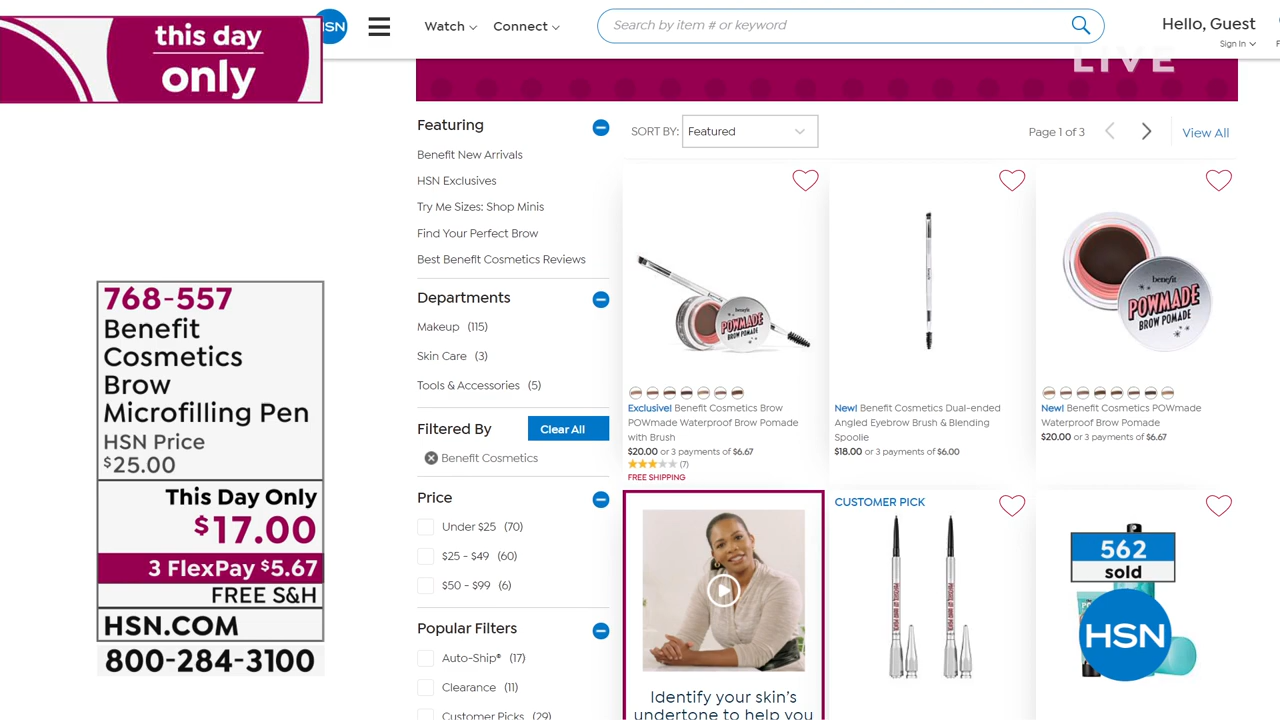 this day
only
HSN
Watch
Connect
Search by item # or keyword
Hello, Guest
Sign In
LIVE
768-557
Benefit
Cosmetics
Brow
Microfilling Pen
HSN Price
$25.00
This Day Only
$17.00
3 FlexPay $5.67
FREE S&H
HSN.COM
800-284-3100
Featuring
Benefit New Arrivals
HSN Exclusives
Try Me Sizes: Shop Minis
Find Your Perfect Brow
Best Benefit Cosmetics Reviews
Departments
Makeup (115)
Skin Care (3)
Tools & Accessories (5)
Filtered By
Clear All
Benefit Cosmetics
Price
Under $25 (70)
$25 - $49 (60)
$50 - $99 (6)
Popular Filters
Auto-Ship® (17)
Clearance (11)
Customer Picks (29)
SORT BY: Featured
Page 1 of 3
View All
POWMADE
Exclusive! Benefit Cosmetics Brow
POWmade Waterproof Brow Pomade
with Brush
$20.00 or 3 payments of $6.67
(7)
FREE SHIPPING
New! Benefit Cosmetics Dual-ended
Angled Eyebrow Brush & Blending
Spoolie
$18.00 or 3 payments of $6.00
benefit
POWMADE
BROW POMADE
New! Benefit Cosmetics POWmade
Waterproof Brow Pomade
$20.00 or 3 payments of $6.67
Identify your skin's
undertone to help you
CUSTOMER PICK
562
sold
HSN